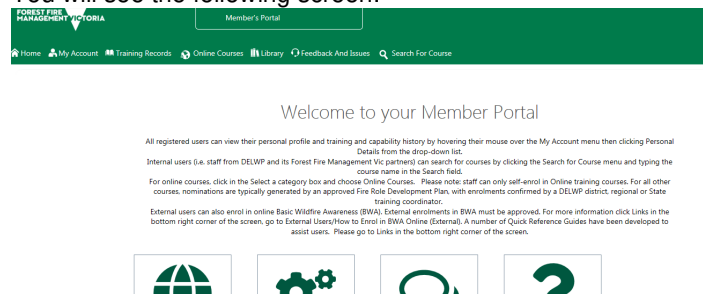 You will see the following screen:
FOREST FIRE
MANAGEMENT VICTORIA
Member's Portal
Home My Account Training Records Online Courses Library Feedback And Issues Search For Course
Welcome to your Member Portal
All registered users can view their personal profile and training and capability history by hovering their mouse over the My Account menu then clicking Personal
Details from the drop-down list.
Internal users (i.e. staff from DELWP and its Forest Fire Management Vic partners) can search for courses by clicking the Search for Course menu and typing the
course name in the Search field.
For online courses, click in the Select a category box and choose Online Courses. Please note: staff can only self-enrol in Online training courses. For all other
courses, nominations are typically generated by an approved Fire Role Development Plan, with enrolments confirmed by a DELWP district, regional or State
training coordinator.
External users can also enrol in online Basic Wildfire Awareness (BWA). External enrolments in BWA must be approved. For more information click Links in the
bottom right corner of the screen, go to External Users/How to Enrol in BWA Online (External). A number of Quick Reference Guides have been developed to
assist users. Please go to Links in the bottom right corner of the screen.